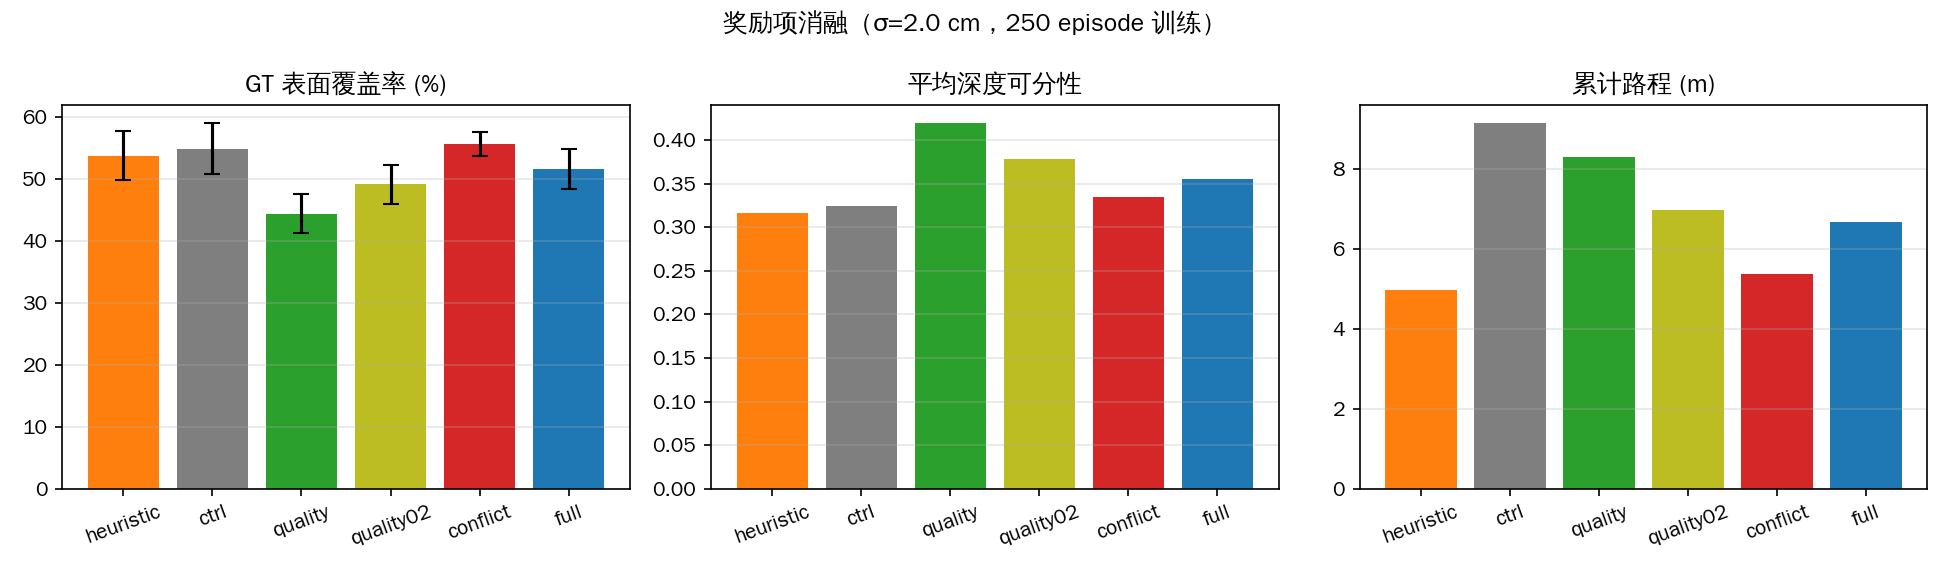 奖励项消融（σ=2.0 cm，250 episode 训练）
GT 表面覆盖率 (%)
60
50
40
30
20
10
0
heuristic
ctrl
quality
quality02
conflict
full
平均深度可分性
0.40
0.35
0.30
0.25
0.20
0.15
0.10
0.05
0.00
heuristic
ctrl
quality
quality02
conflict
full
累计路程 (m)
8
6
4
2
0
heuristic
ctrl
quality
quality02
conflict
full